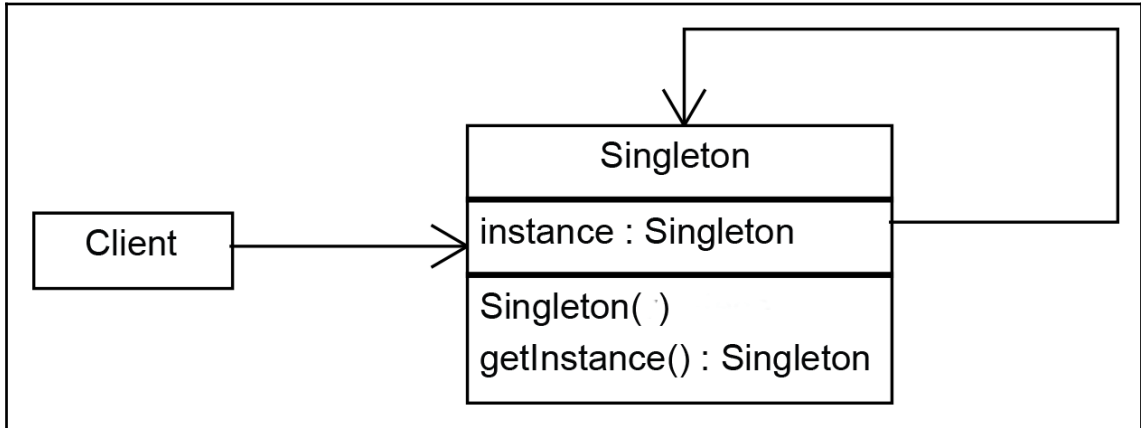 Singleton
Client
instance : Singleton
Singleton( )
getInstance() : Singleton